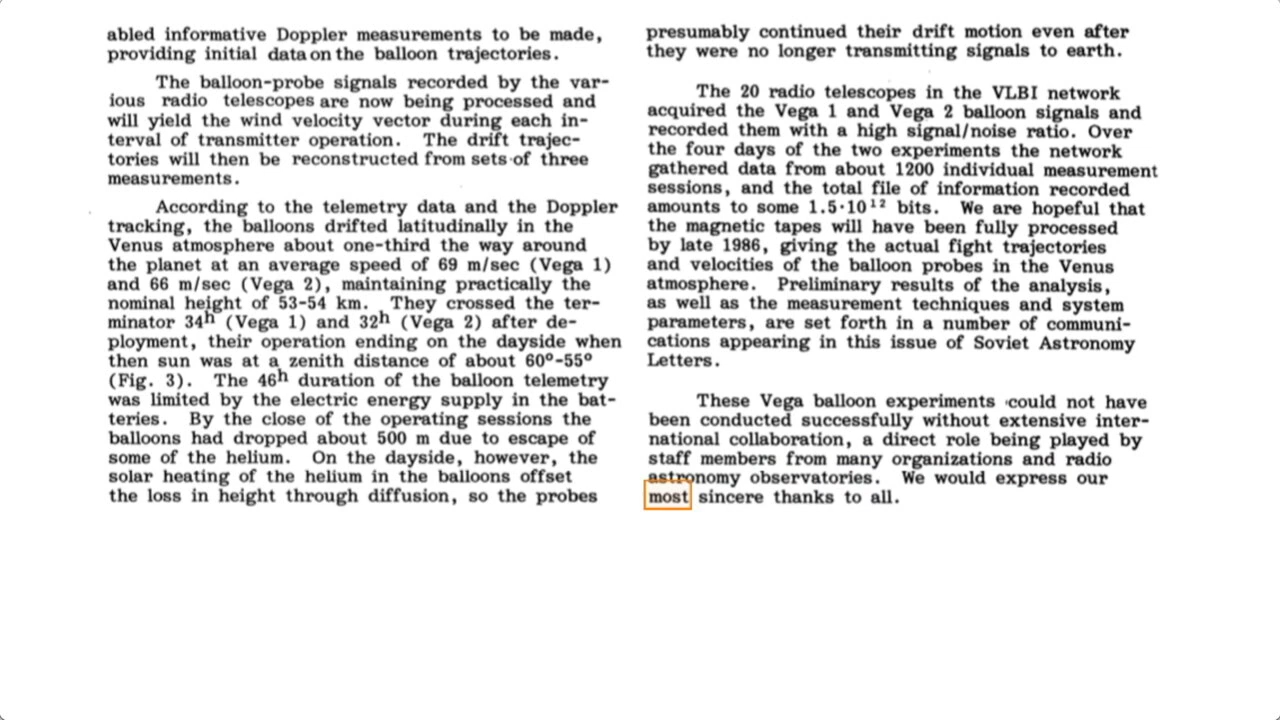 abled informative Doppler measurements to be made,
providing initial data on the balloon trajectories.
The balloon-probe signals recorded by the var-
ious radio telescopes are now being processed and
will yield the wind velocity vector during each in-
terval of transmitter operation. The drift trajec-
tories will then be reconstructed from sets of three
measurements.
According to the telemetry data and the Doppler
tracking, the balloons drifted latitudinally in the
Venus atmosphere about one-third the way around
the planet at an average speed of 69 m/sec (Vega 1)
and 66 m/sec (Vega 2), maintaining practically the
nominal height of 53-54 km. They crossed the ter-
minator 34ʰ (Vega 1) and 32ʰ (Vega 2) after de-
ployment, their operation ending on the dayside when
then sun was at a zenith distance of about 60°-55°
(Fig. 3). The 46ʰ duration of the balloon telemetry
was limited by the electric energy supply in the bat-
teries. By the close of the operating sessions the
balloons had dropped about 500 m due to escape of
some of the helium. On the dayside, however, the
solar heating of the helium in the balloons offset
the loss in height through diffusion, so the probes
presumably continued their drift motion even after
they were no longer transmitting signals to earth.
The 20 radio telescopes in the VLBI network
acquired the Vega 1 and Vega 2 balloon signals and
recorded them with a high signal/noise ratio. Over
the four days of the two experiments the network
gathered data from about 1200 individual measurement
sessions, and the total file of information recorded
amounts to some 1.5·10¹² bits. We are hopeful that
the magnetic tapes will have been fully processed
by late 1986, giving the actual fight trajectories
and velocities of the balloon probes in the Venus
atmosphere. Preliminary results of the analysis,
as well as the measurement techniques and system
parameters, are set forth in a number of communi-
cations appearing in this issue of Soviet Astronomy
Letters.
These Vega balloon experiments could not have
been conducted successfully without extensive inter-
national collaboration, a direct role being played by
staff members from many organizations and radio
astronomy observatories. We would express our
most sincere thanks to all.